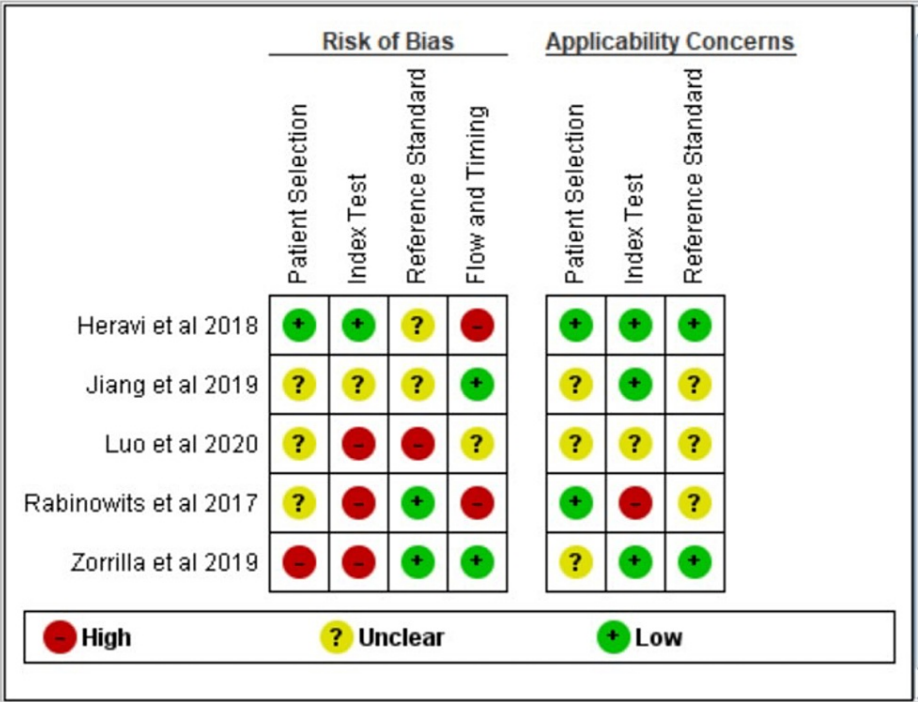 Risk of Bias
Applicability Concerns
Patient Selection
Index Test
Reference Standard
Flow and Timing
Patient Selection
Index Test
Reference Standard
Heravi et al 2018 + + ? - + + +
Jiang et al 2019 ? ? ? + ? + ?
Luo et al 2020 ? - - ? ? ? ?
Rabinowits et al 2017 ? - + - + - ?
Zorrilla et al 2019 - - + + ? + +
- High ? Unclear + Low